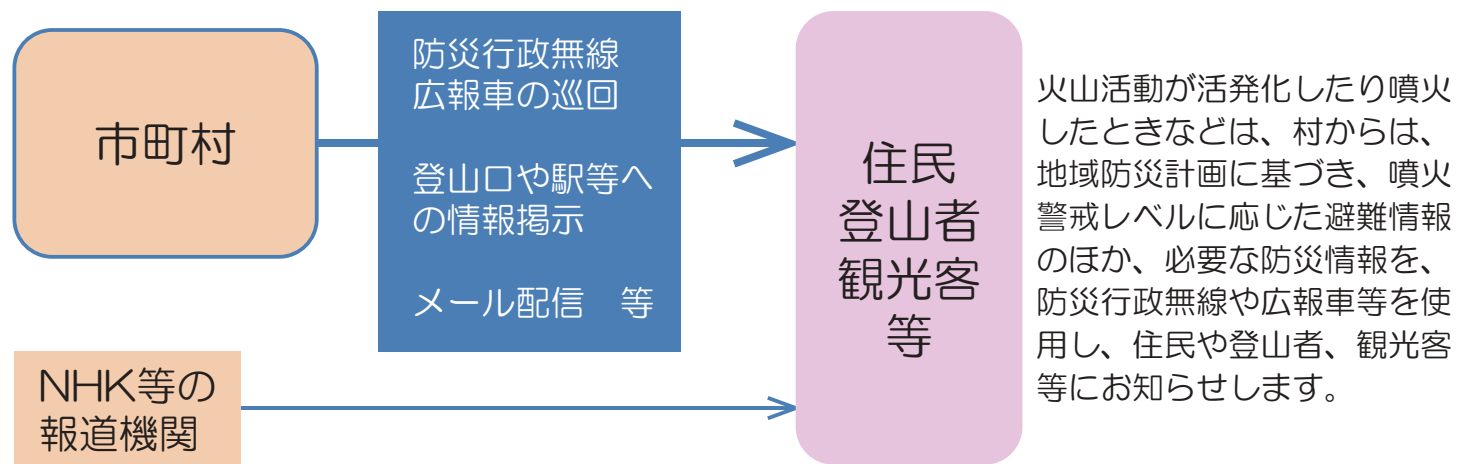 市町村
防災行政無線
広報車の巡回
登山口や駅等へ
の情報掲示
メール配信　等
住民
登山者
観光客
等
NHK等の
報道機関
火山活動が活発化したり噴火
したときなどは、村からは、
地域防災計画に基づき、噴火
警戒レベルに応じた避難情報
のほか、必要な防災情報を、
防災行政無線や広報車等を使
用し、住民や登山者、観光客
等にお知らせします。